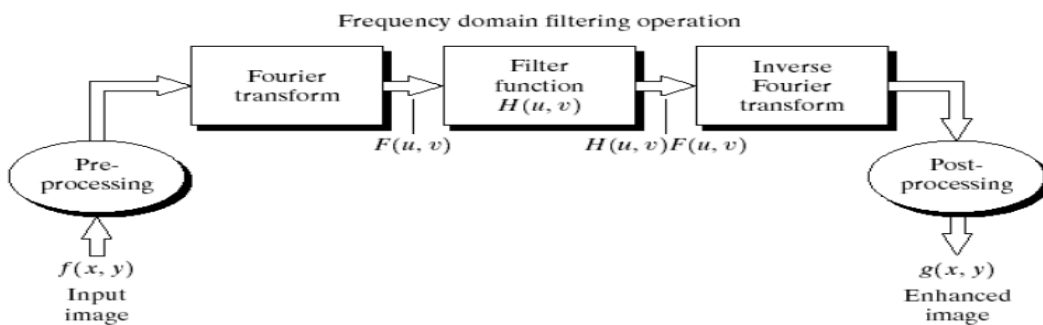 Frequency domain filtering operation
Fourier
transform
Filter
function
H(u, v)
Inverse
Fourier
transform
F(u, v)
H(u, v)F(u, v)
Pre-
processing
Post-
processing
f(x, y)
Input
image
g(x, y)
Enhanced
image